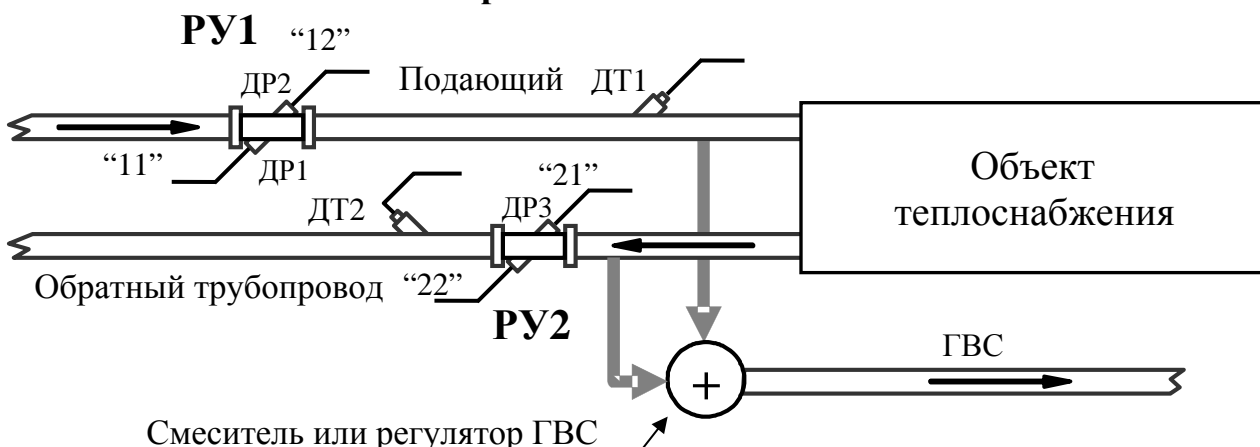 РУ1
“12”
ДР2
Подающий
ДТ1
“11”
ДР1
Объект
теплоснабжения
ДТ2
ДР3
“21”
Обратный трубопровод
“22”
РУ2
ГВС
+
Смеситель или регулятор ГВС